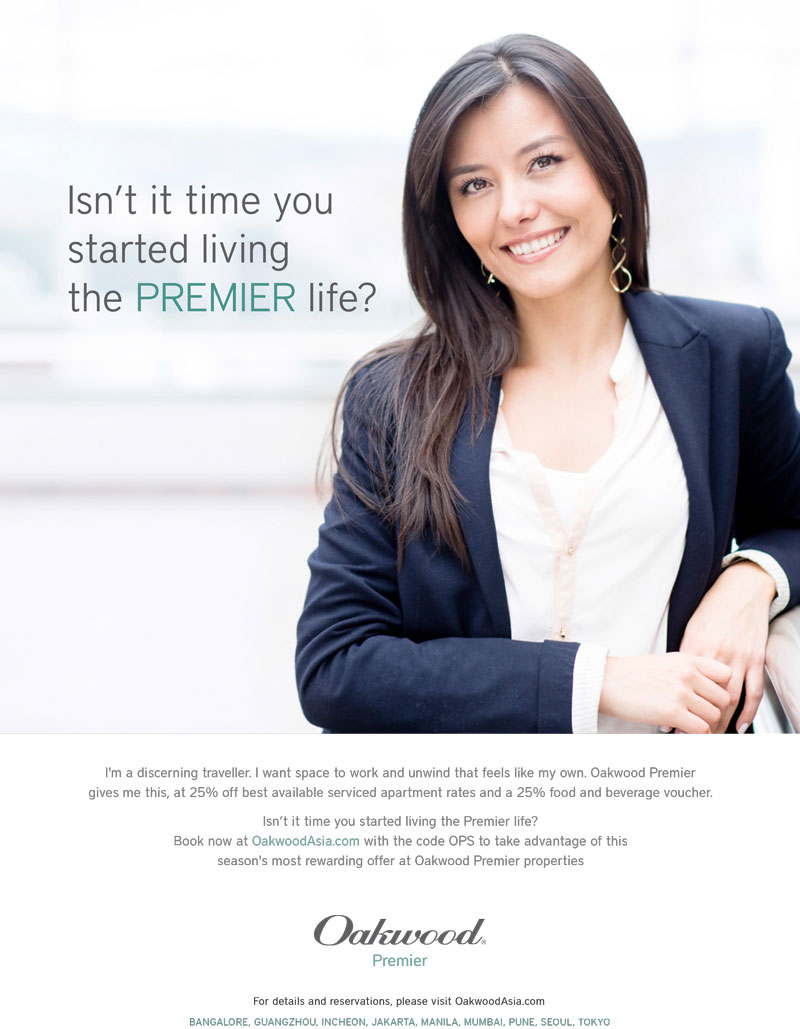 Isn’t it time you
started living
the PREMIER life?
I'm a discerning traveller. I want space to work and unwind that feels like my own. Oakwood Premier
gives me this, at 25% off best available serviced apartment rates and a 25% food and beverage voucher.
Isn’t it time you started living the Premier life?
Book now at OakwoodAsia.com with the code OPS to take advantage of this
season's most rewarding offer at Oakwood Premier properties
Oakwood®
Premier
For details and reservations, please visit OakwoodAsia.com
BANGALORE, GUANGZHOU, INCHEON, JAKARTA, MANILA, MUMBAI, PUNE, SEOUL, TOKYO